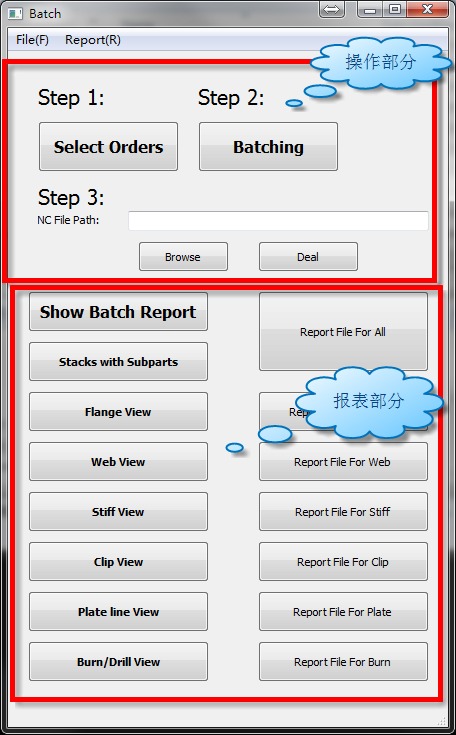 Batch
File(F) Report(R)
操作部分
Step 1: Step 2:
Select Orders Batching
Step 3:
NC File Path:
Browse Deal
Show Batch Report Report File For All
Stacks with Subparts
报表部分
Flange View
Web View Report File For Web
Stiff View Report File For Stiff
Clip View Report File For Clip
Plate line View Report File For Plate
Burn/Drill View Report File For Burn